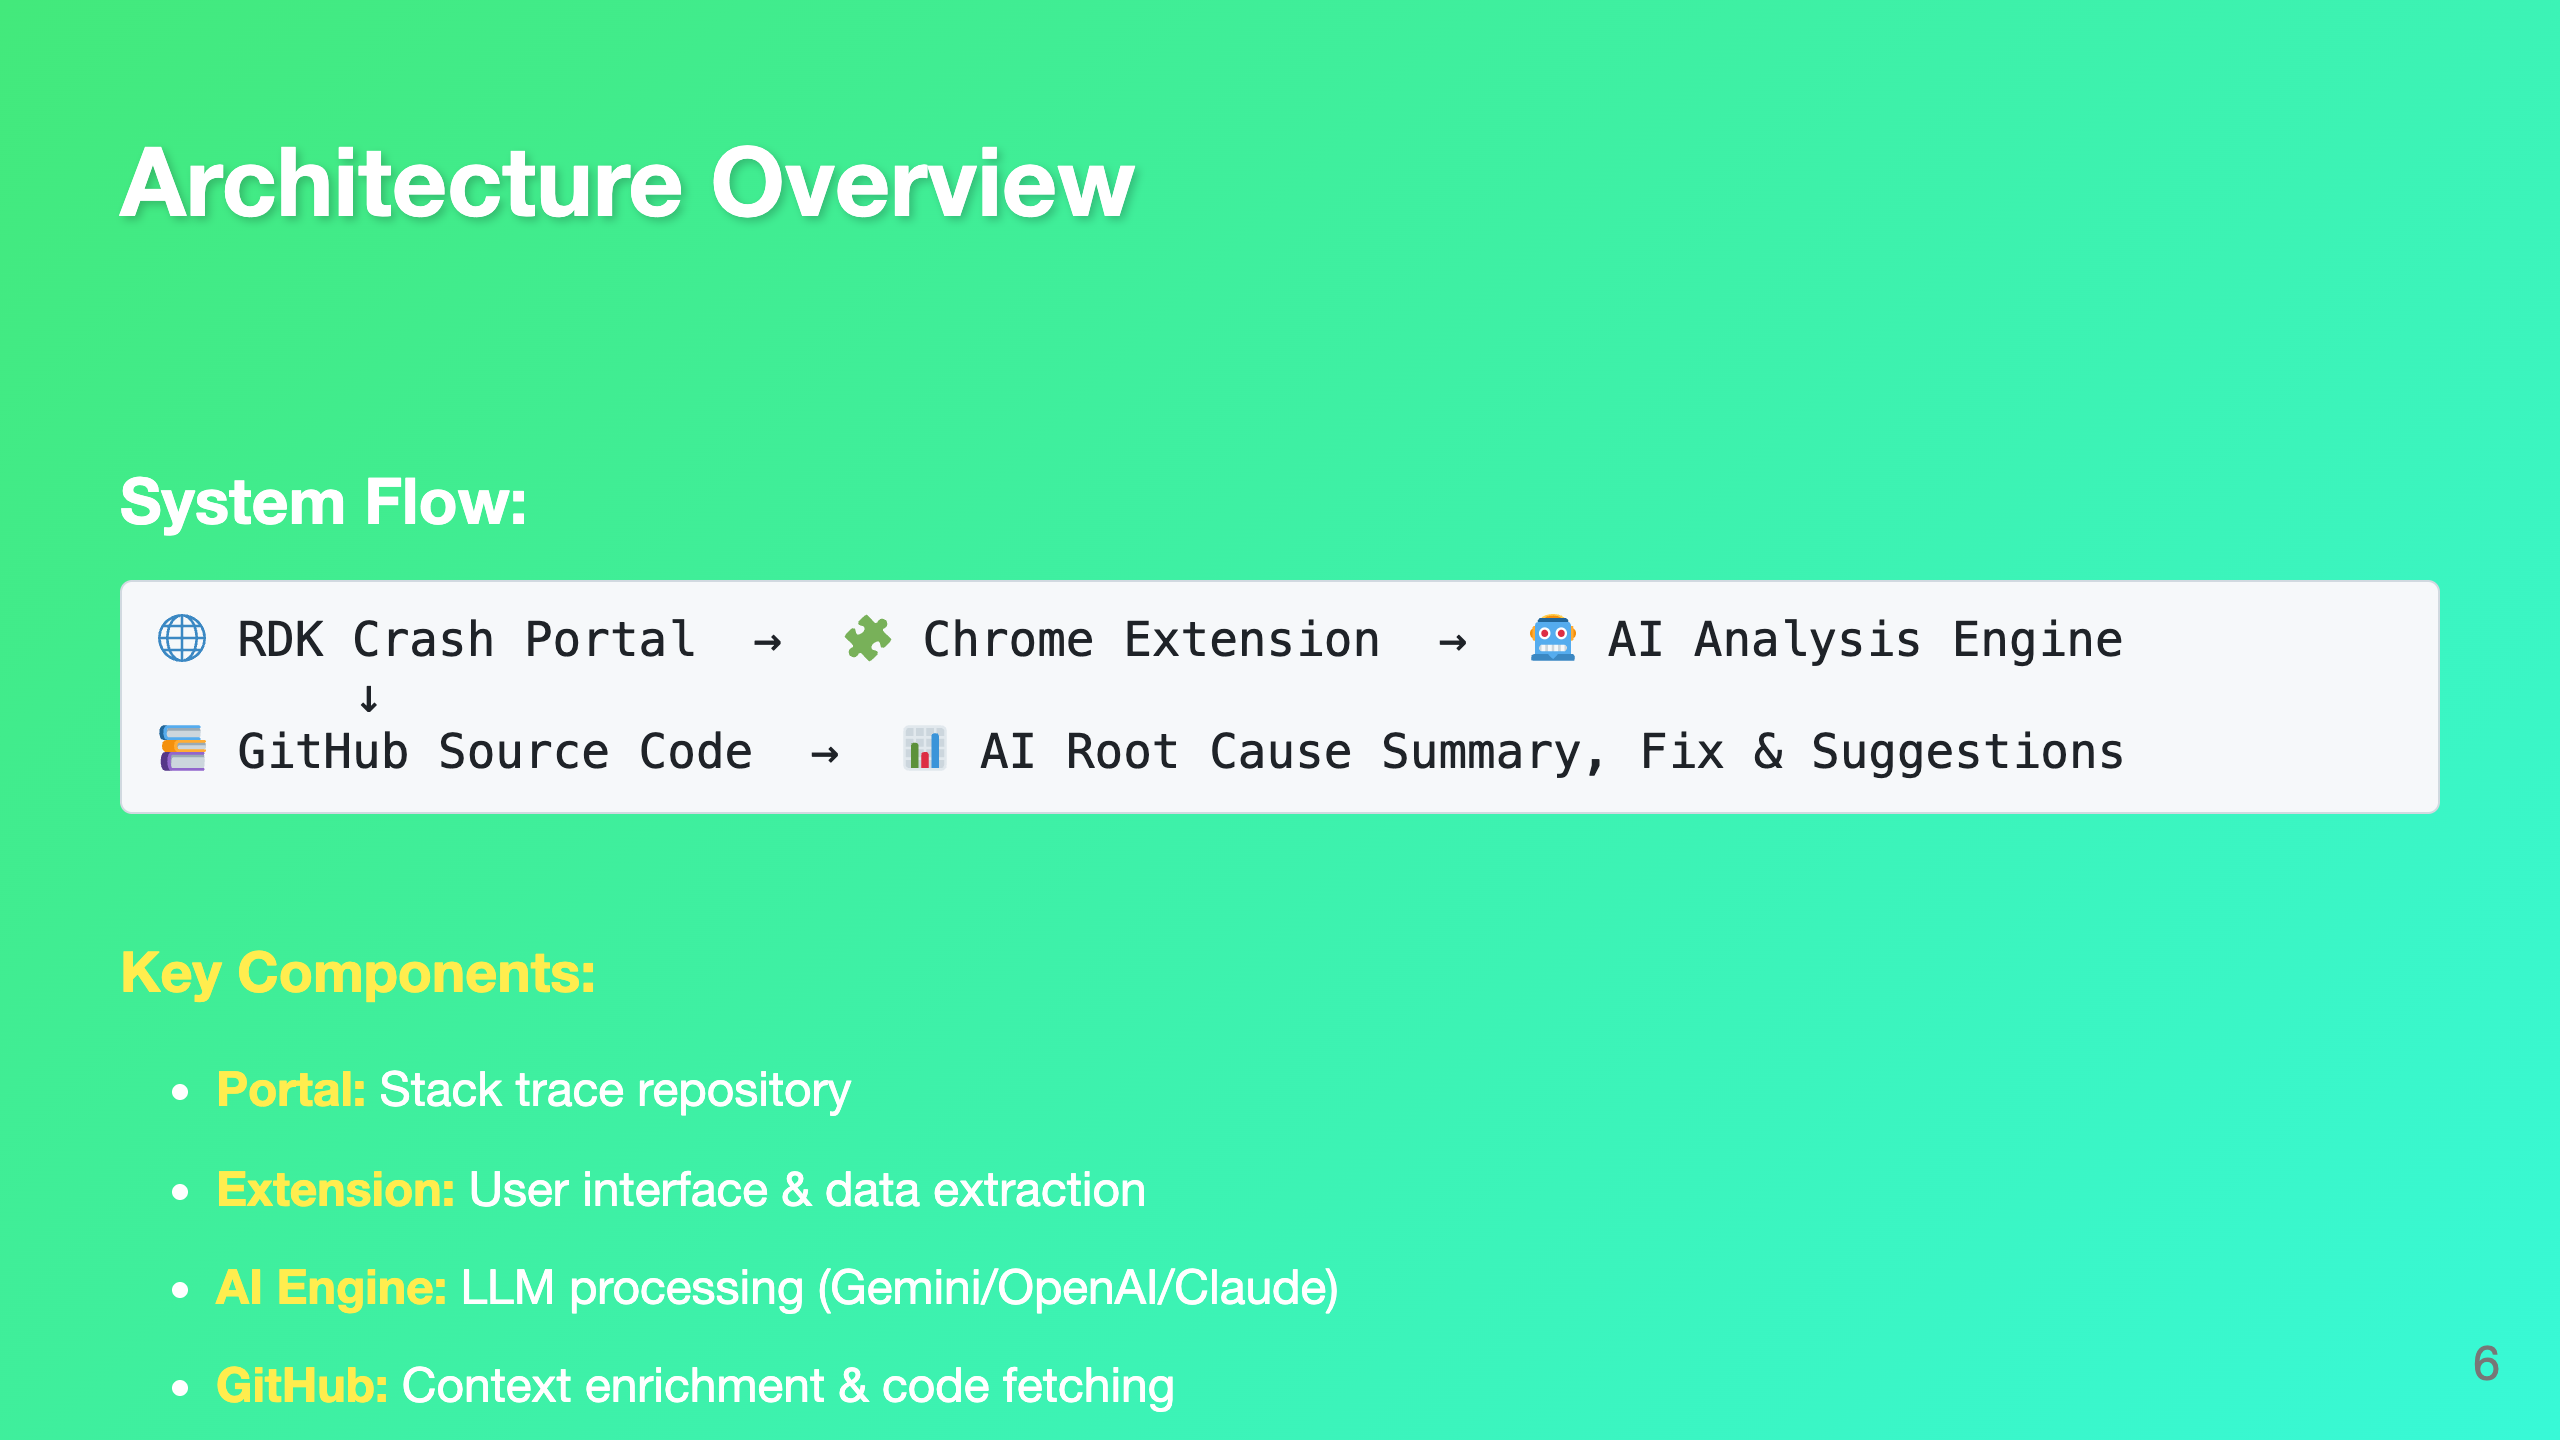 Architecture Overview
System Flow:
🌐 RDK Crash Portal → 🧩 Chrome Extension → 🤖 AI Analysis Engine
↓
📚 GitHub Source Code → 📊 AI Root Cause Summary, Fix & Suggestions
Key Components:
• Portal: Stack trace repository
• Extension: User interface & data extraction
• AI Engine: LLM processing (Gemini/OpenAI/Claude)
• GitHub: Context enrichment & code fetching
6